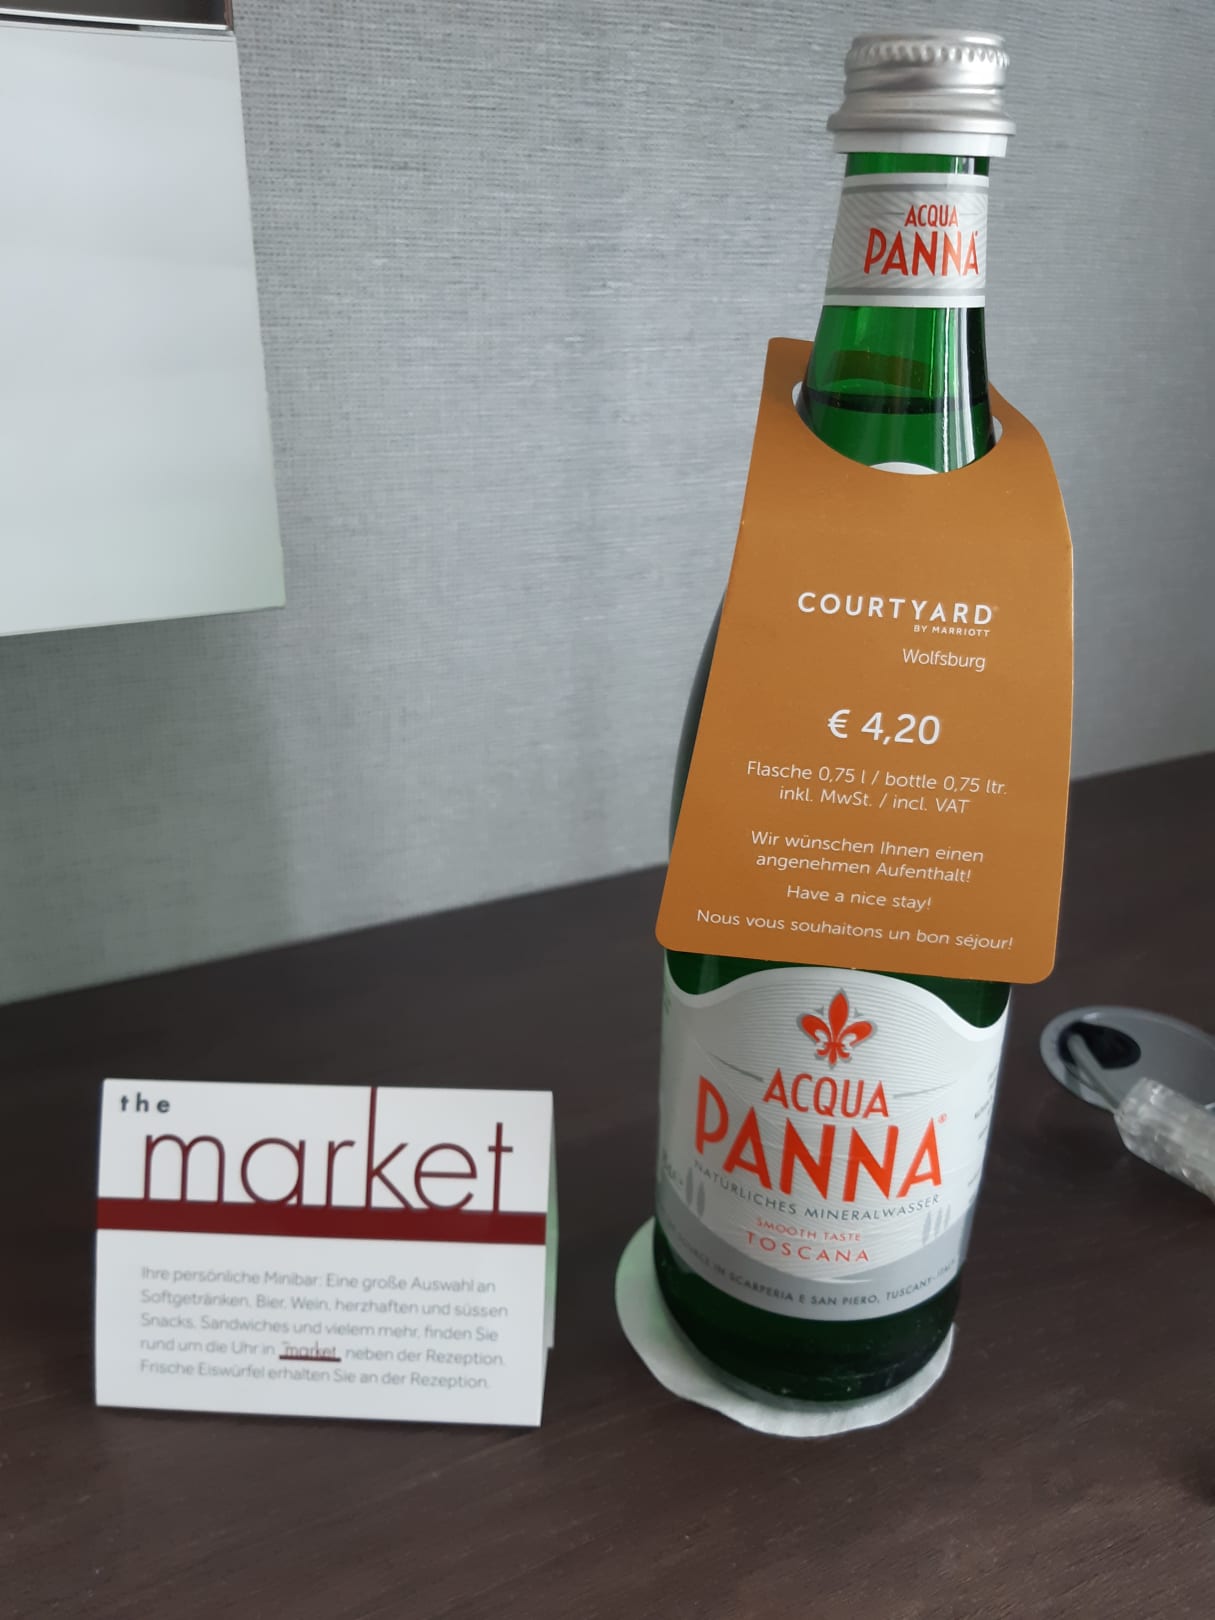 ACQUA
PANNA
COURTYARD
BY MARRIOTT
Wolfsburg
€ 4,20
Flasche 0,75 l / bottle 0,75 ltr.
inkl. MwSt. / incl. VAT
Wir wünschen Ihnen einen
angenehmen Aufenthalt!
Have a nice stay!
Nous vous souhaitons un bon séjour!
ACQUA
PANNA®
NATÜRLICHES MINERALWASSER
SMOOTH TASTE
TOSCANA
SOURCE IN SCARPERIA E SAN PIERO, TUSCANY-ITALY
the
market
Ihre persönliche Minibar: Eine große Auswahl an
Softgetränken, Bier, Wein, herzhaften und süssen
Snacks, Sandwiches und vielem mehr, finden Sie
rund um die Uhr in the market neben der Rezeption.
Frische Eiswürfel erhalten Sie an der Rezeption.